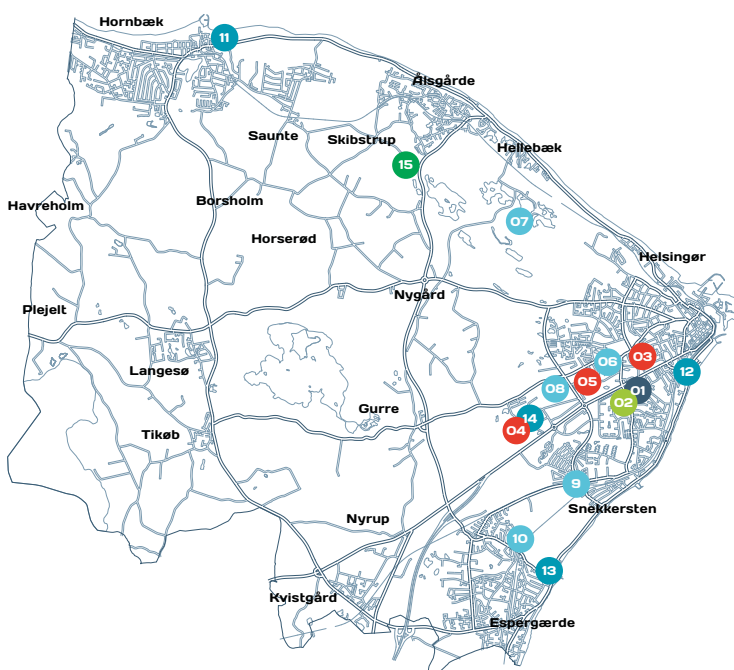 Hornbæk
11
Ålsgårde
Saunte
Skibstrup
Hellebæk
15
Havreholm
Borsholm
07
Horserød
Helsingør
Nygård
Plejelt
03
06
Langesø
12
05
08
01
02
Gurre
14
04
Tikøb
9
Snekkersten
Nyrup
10
13
Kvistgård
Espergærde